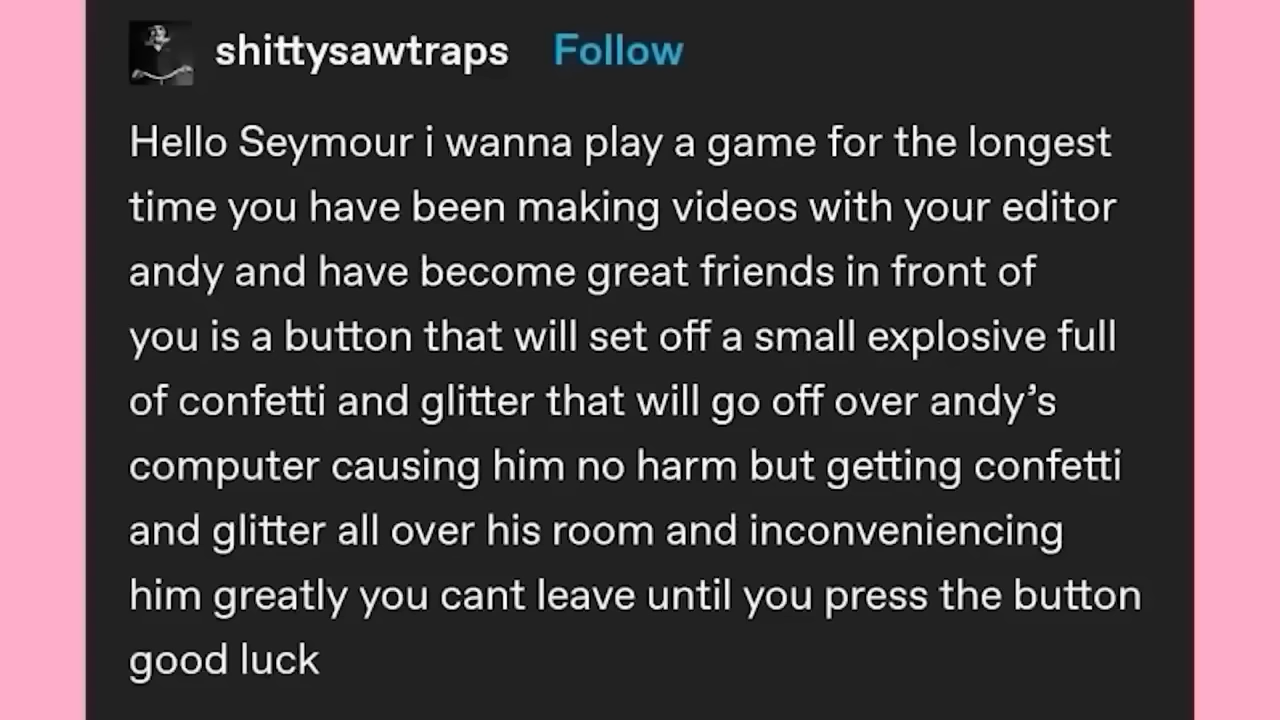 shittysawtraps Follow
Hello Seymour i wanna play a game for the longest
time you have been making videos with your editor
andy and have become great friends in front of
you is a button that will set off a small explosive full
of confetti and glitter that will go off over andy’s
computer causing him no harm but getting confetti
and glitter all over his room and inconveniencing
him greatly you cant leave until you press the button
good luck